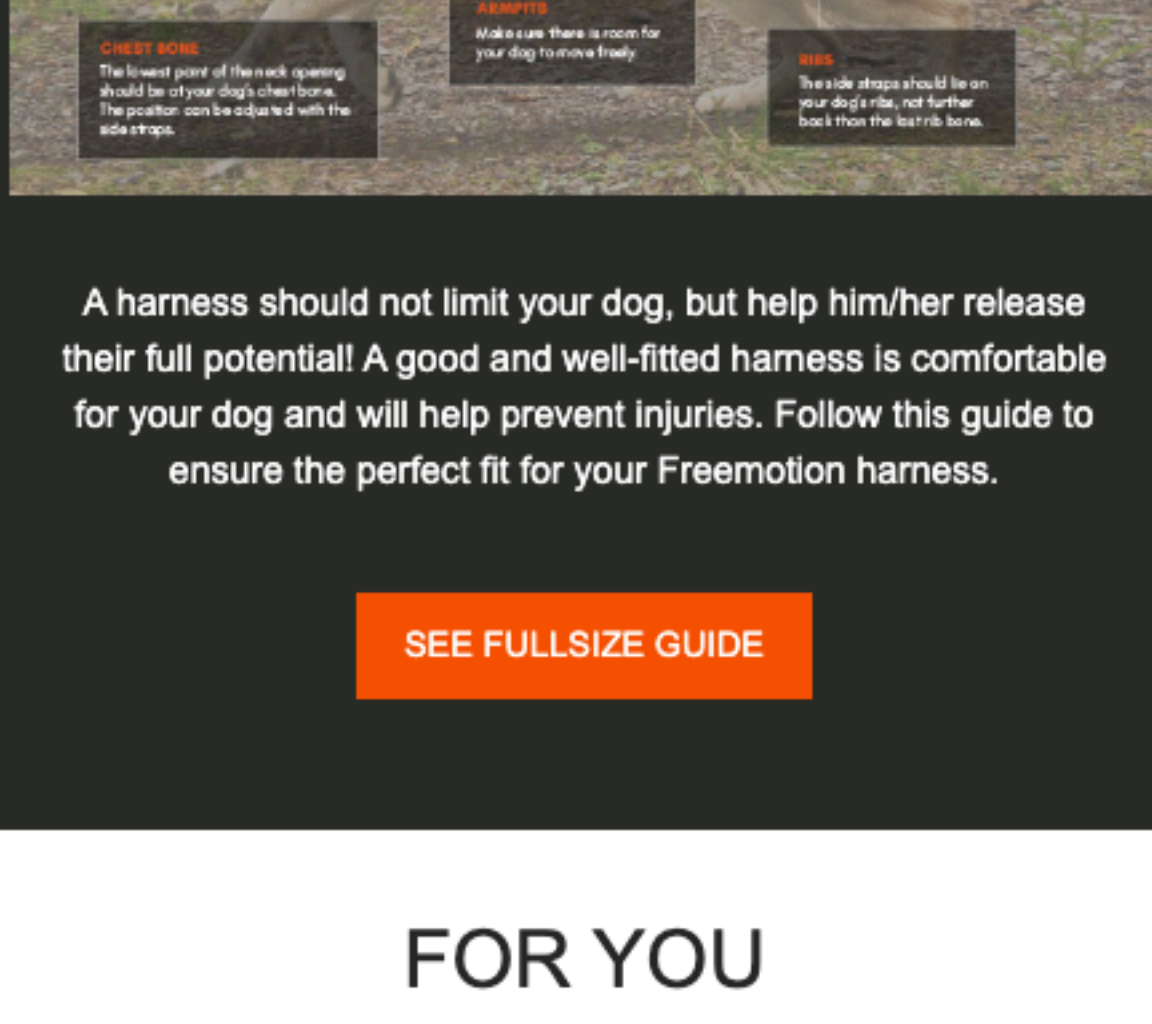 ARMPITS
Make sure there is room for
your dog to move freely.
CHEST BONE
The lowest point of the neck opening
should be at your dog's chest bone.
The position can be adjusted with the
side straps.
RIBS
The side straps should lie on
your dog's ribs, not further
back than the last rib bone.
A harness should not limit your dog, but help him/her release
their full potential! A good and well-fitted harness is comfortable
for your dog and will help prevent injuries. Follow this guide to
ensure the perfect fit for your Freemotion harness.
SEE FULLSIZE GUIDE
FOR YOU